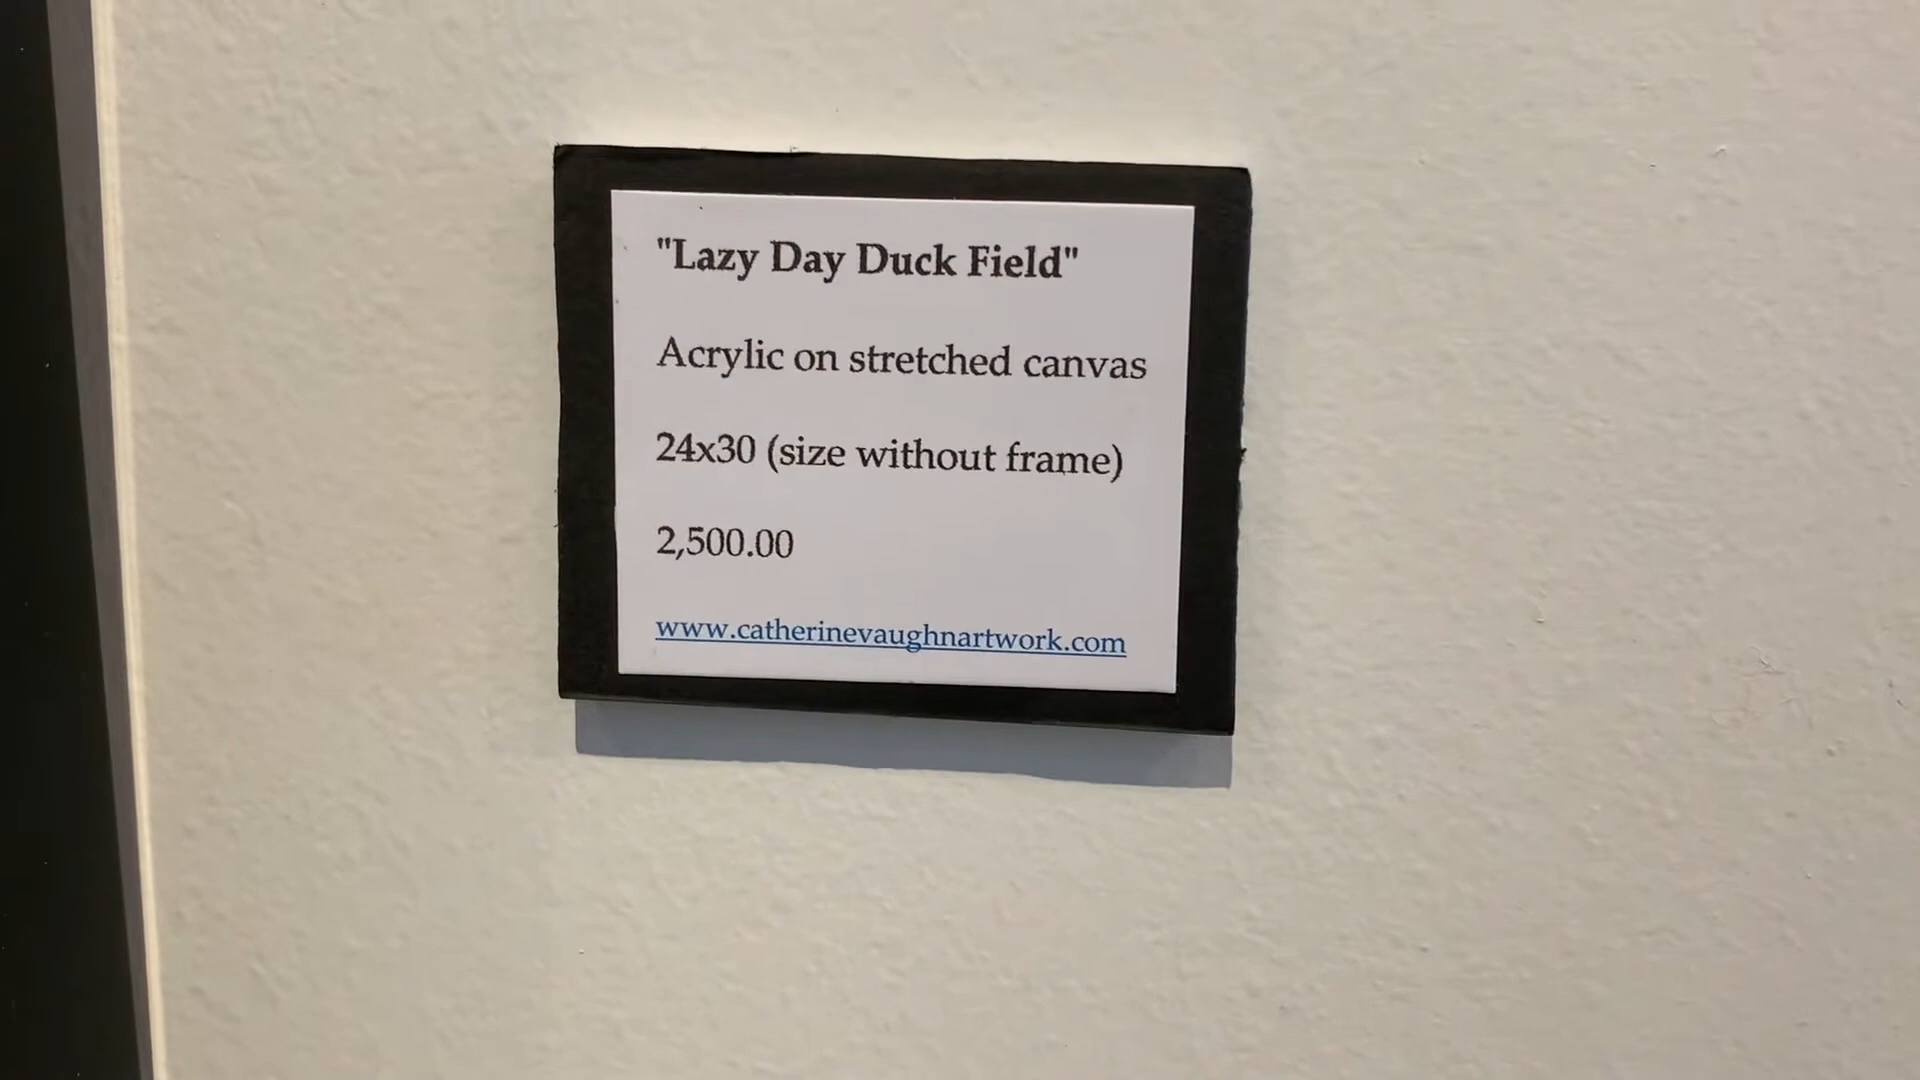 "Lazy Day Duck Field"
Acrylic on stretched canvas
24x30 (size without frame)
2,500.00
www.catherinevaughnartwork.com